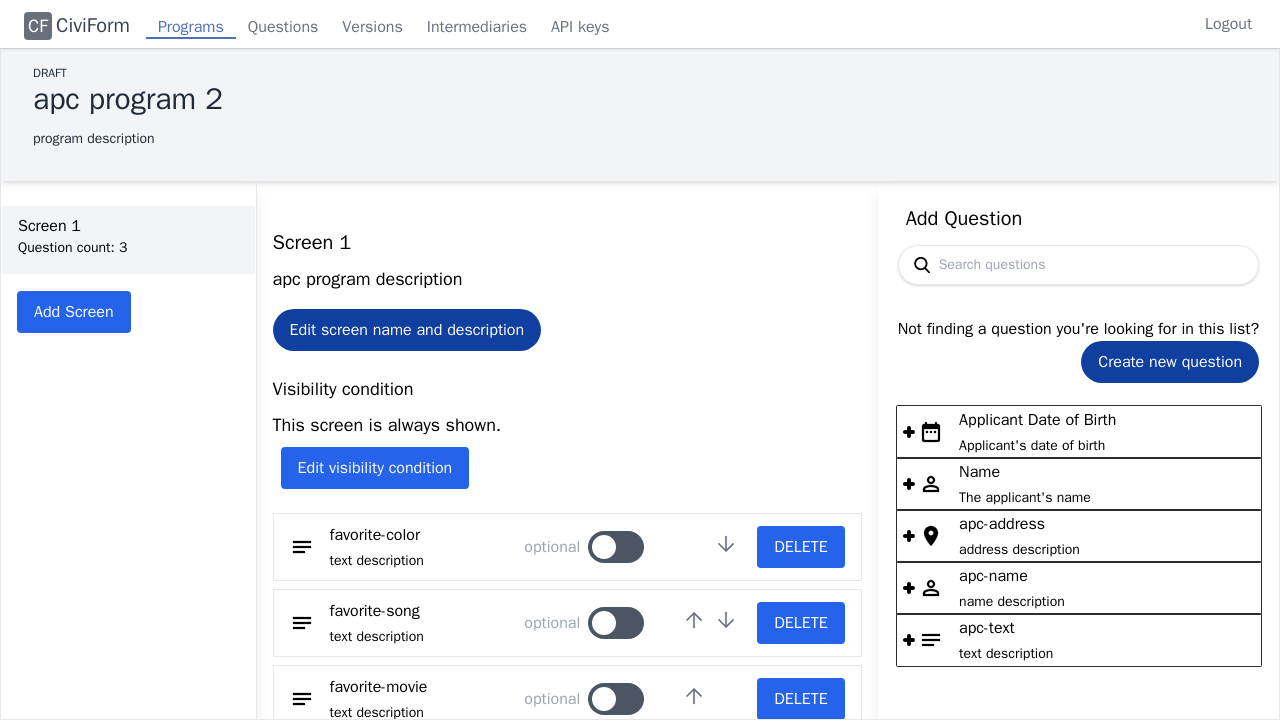 CF CiviForm Programs Questions Versions Intermediaries API keys Logout
DRAFT
apc program 2
program description
Screen 1
Question count: 3
Add Screen
Screen 1
apc program description
Edit screen name and description
Visibility condition
This screen is always shown.
Edit visibility condition
favorite-color
text description
optional
DELETE
favorite-song
text description
optional
DELETE
favorite-movie
text description
optional
DELETE
Add Question
Search questions
Not finding a question you're looking for in this list?
Create new question
Applicant Date of Birth
Applicant's date of birth
Name
The applicant's name
apc-address
address description
apc-name
name description
apc-text
text description